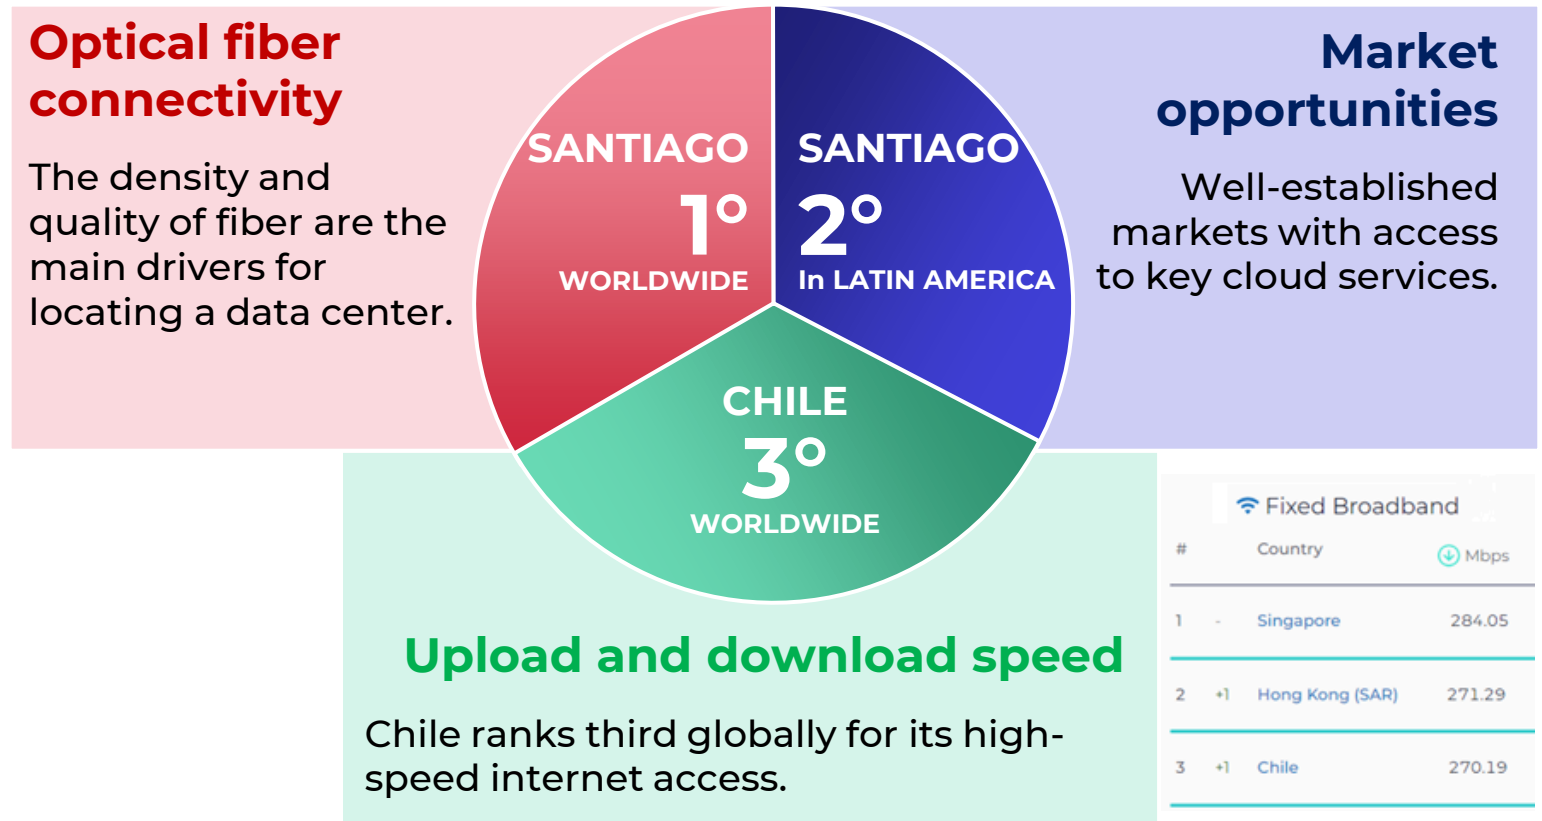 Optical fiber
connectivity
The density and
quality of fiber are the
main drivers for
locating a data center.
SANTIAGO
1°
WORLDWIDE
SANTIAGO
2°
In LATIN AMERICA
Market
opportunities
Well-established
markets with access
to key cloud services.
CHILE
3°
WORLDWIDE
Upload and download speed
Chile ranks third globally for its high-
speed internet access.
Fixed Broadband
# Country Mbps
1 - Singapore 284.05
2 +1 Hong Kong (SAR) 271.29
3 +1 Chile 270.19